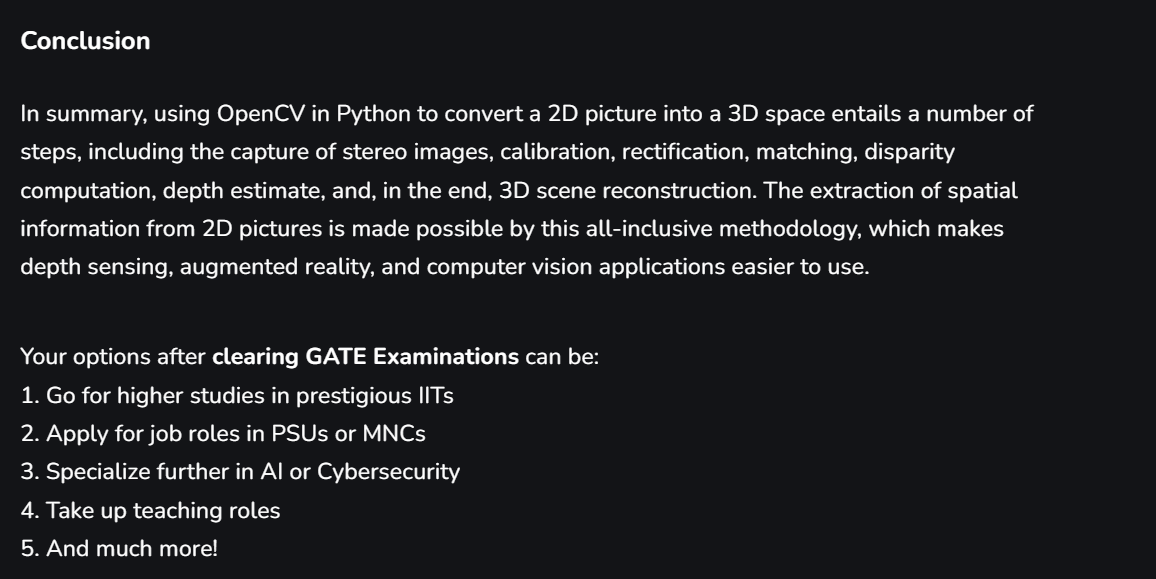 Conclusion
In summary, using OpenCV in Python to convert a 2D picture into a 3D space entails a number of
steps, including the capture of stereo images, calibration, rectification, matching, disparity
computation, depth estimate, and, in the end, 3D scene reconstruction. The extraction of spatial
information from 2D pictures is made possible by this all-inclusive methodology, which makes
depth sensing, augmented reality, and computer vision applications easier to use.
Your options after clearing GATE Examinations can be:
1. Go for higher studies in prestigious IITs
2. Apply for job roles in PSUs or MNCs
3. Specialize further in AI or Cybersecurity
4. Take up teaching roles
5. And much more!